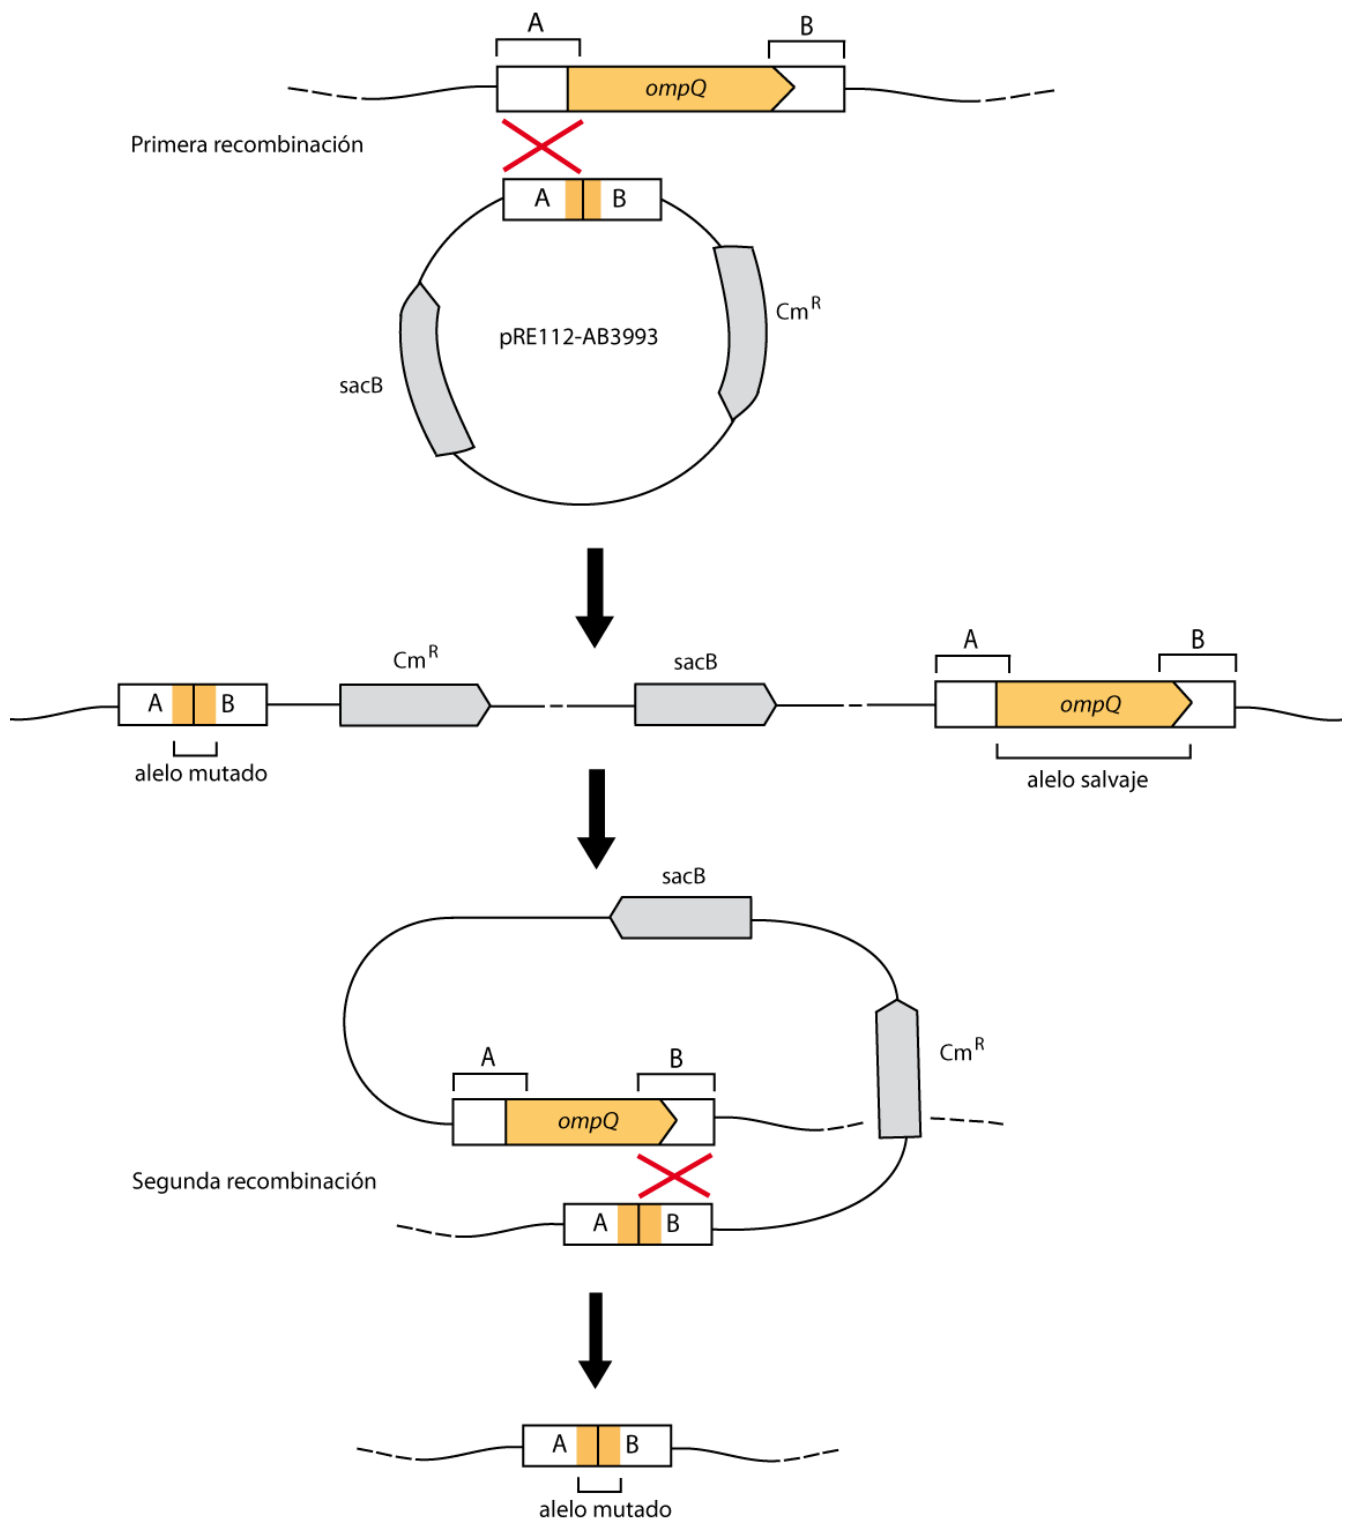 A
B
ompQ
Primera recombinación
A
B
CmR
pRE112-AB3993
sacB
CmR
sacB
A
B
A
B
ompQ
alelo mutado
alelo salvaje
sacB
A
B
CmR
ompQ
Segunda recombinación
A
B
A
B
alelo mutado